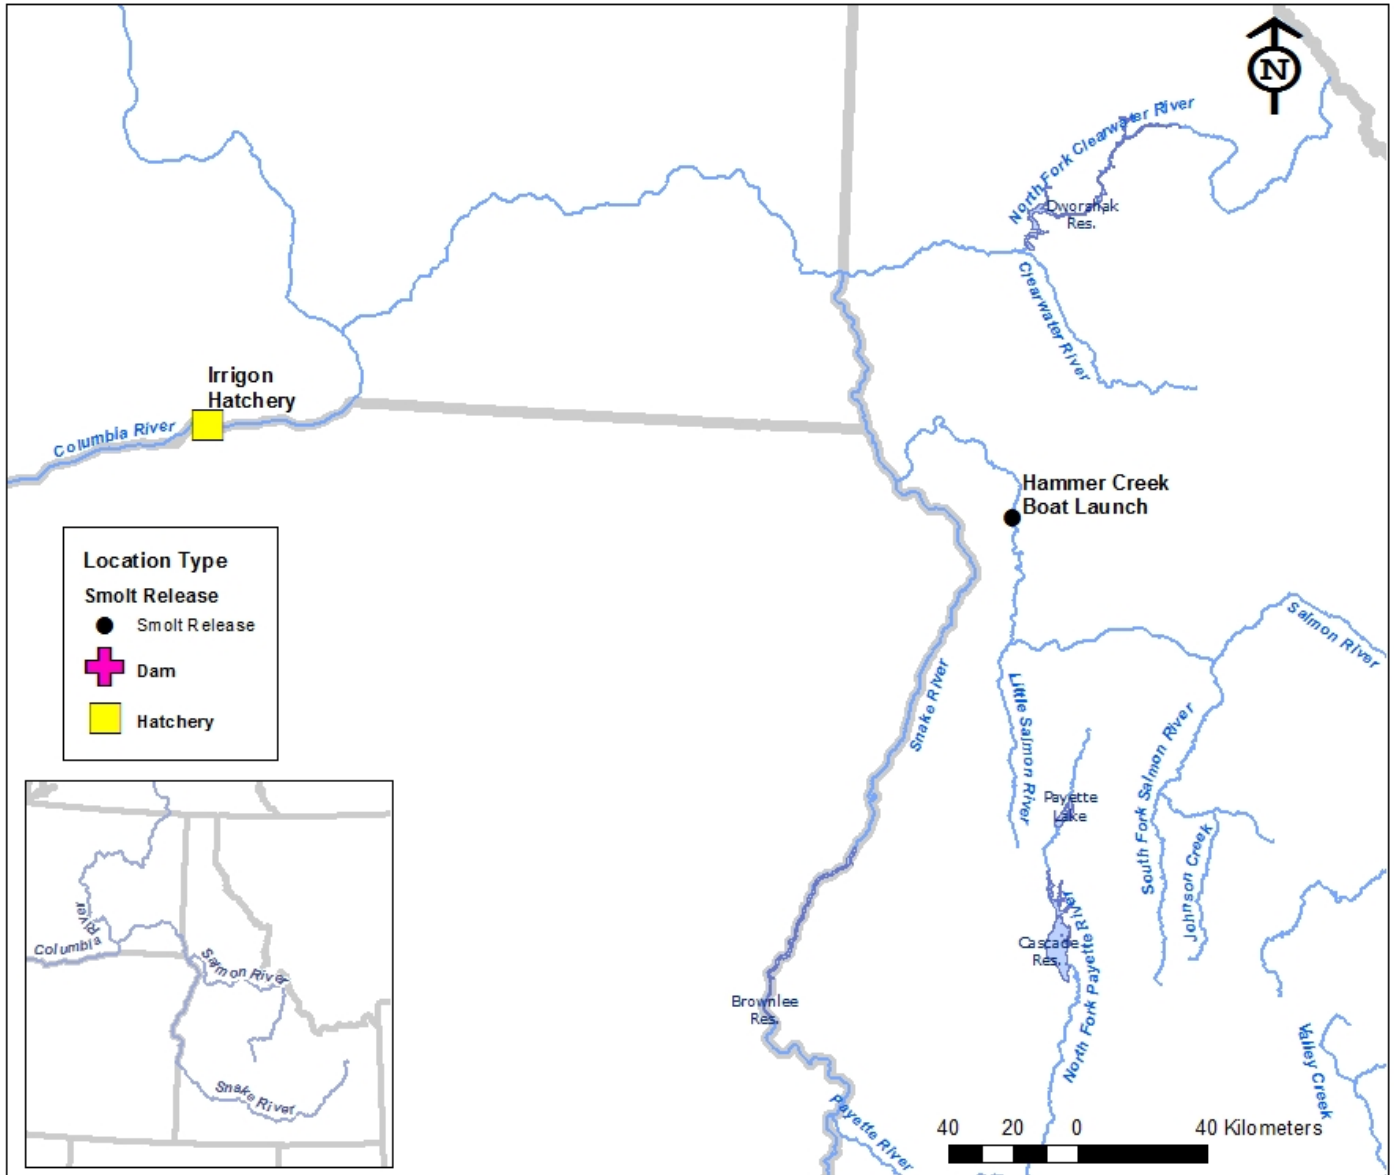 N
North Fork Clearwater River
Dworshak
Res.
Clearwater River
Irrigon
Hatchery
Columbia River
Hammer Creek
Boat Launch
Location Type
Smolt Release
Smolt Release
Dam
Hatchery
Salmon River
Snake River
Little Salmon River
South Fork Salmon River
Payette
Lake
Johnson Creek
Cascade
Res.
North Fork Payette River
Brownlee
Res.
Valley Creek
Payette River
River
Columbia
Salmon River
Snake River
40 20 0 40 Kilometers